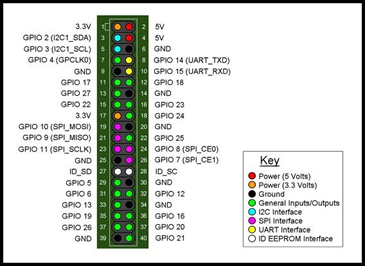 3.3V 1 2 5V
GPIO 2 (I2C1_SDA) 3 4 5V
GPIO 3 (I2C1_SCL) 5 6 GND
GPIO 4 (GPCLK0) 7 8 GPIO 14 (UART_TXD)
GND 9 10 GPIO 15 (UART_RXD)
GPIO 17 11 12 GPIO 18
GPIO 27 13 14 GND
GPIO 22 15 16 GPIO 23
3.3V 17 18 GPIO 24
GPIO 10 (SPI_MOSI) 19 20 GND
GPIO 9 (SPI_MISO) 21 22 GPIO 25
GPIO 11 (SPI_SCLK) 23 24 GPIO 8 (SPI_CE0)
GND 25 26 GPIO 7 (SPI_CE1)
ID_SD 27 28 ID_SC
GPIO 5 29 30 GND
GPIO 6 31 32 GPIO 12
GPIO 13 33 34 GND
GPIO 19 35 36 GPIO 16
GPIO 26 37 38 GPIO 20
GND 39 40 GPIO 21
Key
Power (5 Volts)
Power (3.3 Volts)
Ground
General Inputs/Outputs
I2C Interface
SPI Interface
UART Interface
ID EEPROM Interface